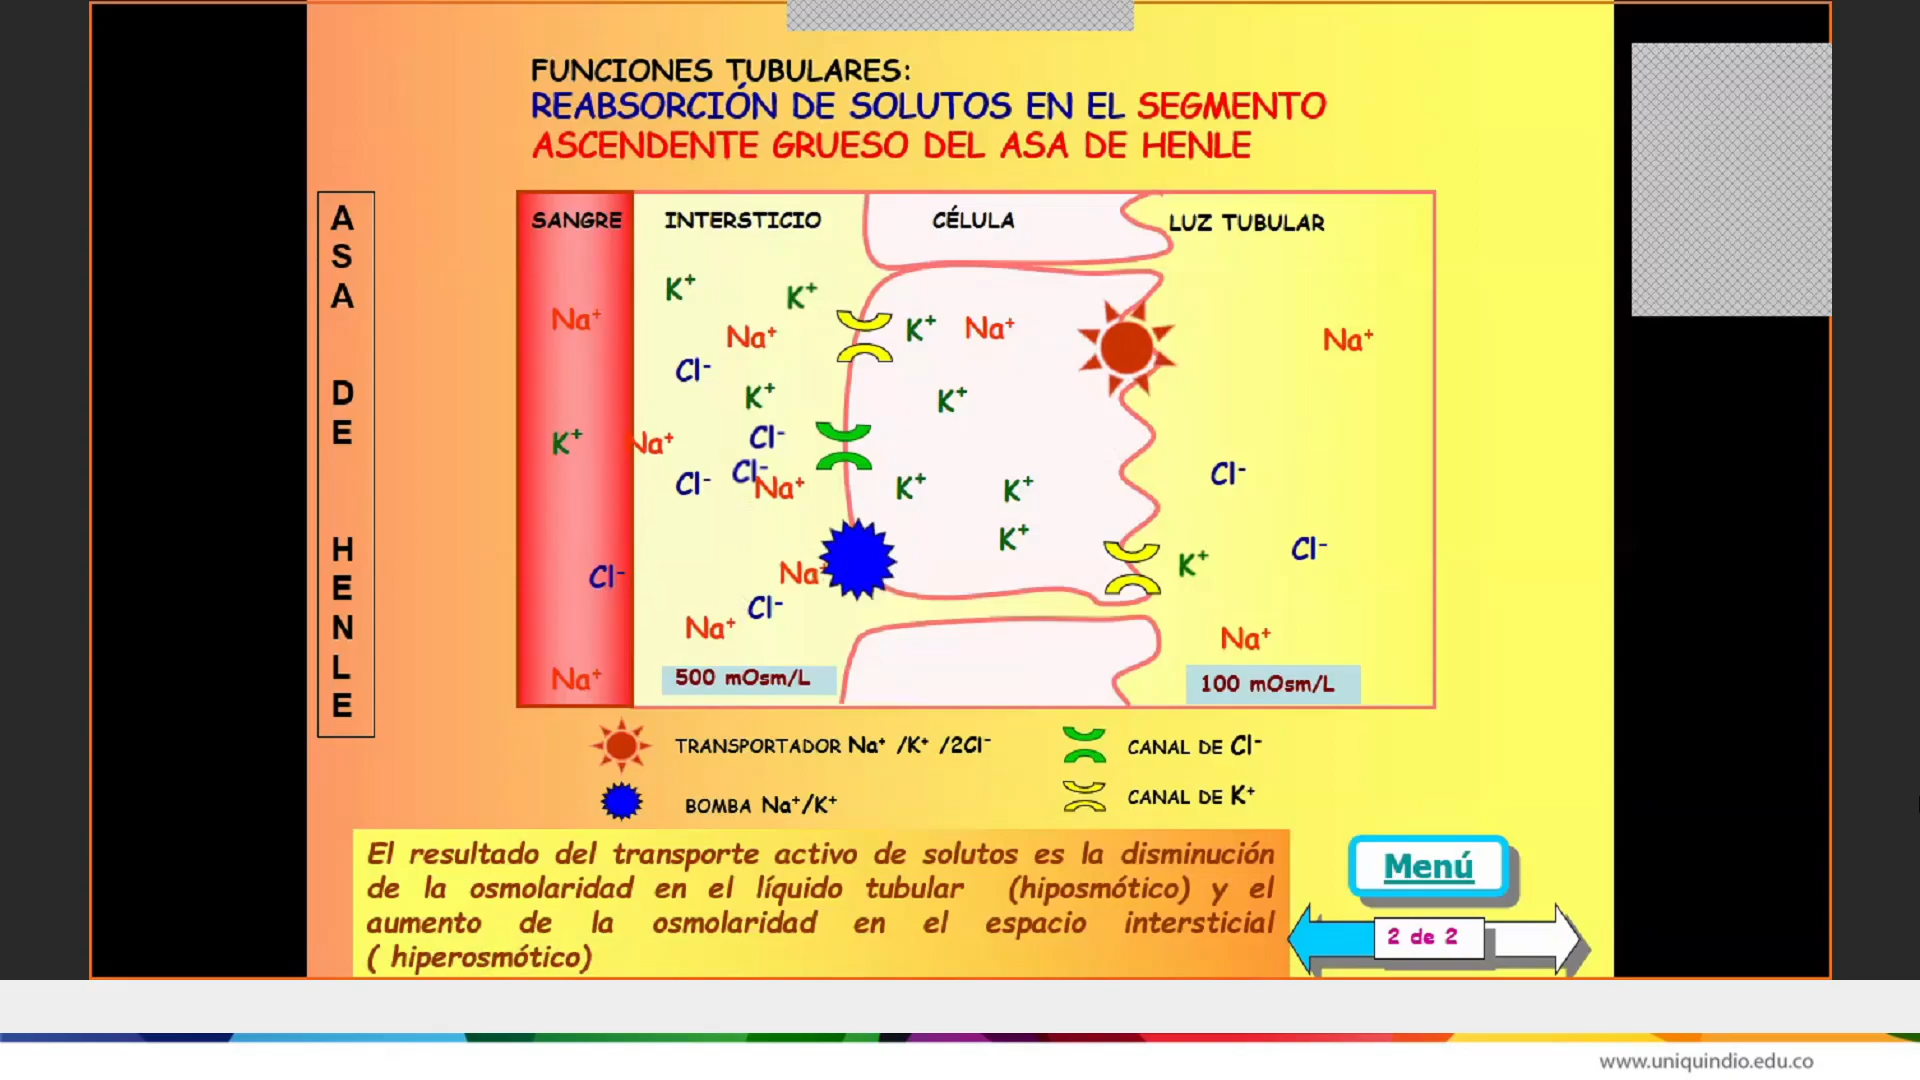 FUNCIONES TUBULARES:
REABSORCIÓN DE SOLUTOS EN EL SEGMENTO
ASCENDENTE GRUESO DEL ASA DE HENLE
ASA DE HENLE
SANGRE INTERSTICIO CÉLULA LUZ TUBULAR
K⁺ K⁺
Na⁺ Na⁺ K⁺ Na⁺ Na⁺
Cl⁻
K⁺ K⁺
K⁺ Na⁺ Cl⁻
Cl⁻ Cl⁻ Na⁺ K⁺ K⁺ Cl⁻
K⁺ Cl⁻
Cl⁻ Na⁺ K⁺
Cl⁻
Na⁺ Na⁺
Na⁺ 500 mOsm/L 100 mOsm/L
TRANSPORTADOR Na⁺ /K⁺ /2Cl⁻ CANAL DE Cl⁻
BOMBA Na⁺/K⁺ CANAL DE K⁺
El resultado del transporte activo de solutos es la disminución
de la osmolaridad en el líquido tubular (hiposmótico) y el
aumento de la osmolaridad en el espacio intersticial
( hiperosmótico)
Menú
2 de 2
www.uniquindio.edu.co